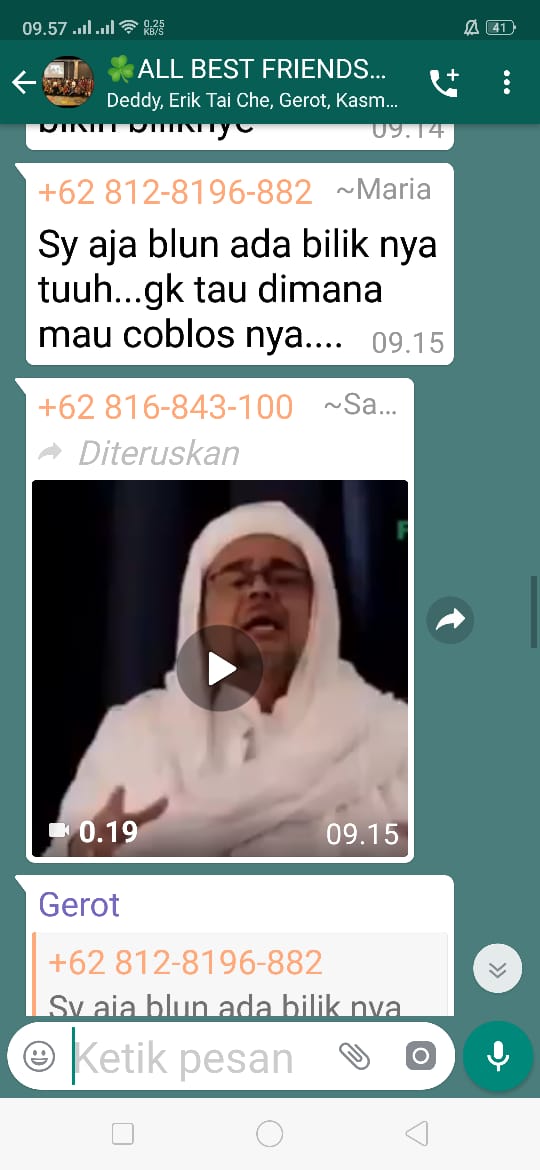 09.57 0.25 KB/S 41
☘ALL BEST FRIENDS...
Deddy, Erik Tai Che, Gerot, Kasm...
bikin biliknye 09.14
+62 812-8196-882 ~Maria
Sy aja blun ada bilik nya
tuuh...gk tau dimana
mau coblos nya.... 09.15
+62 816-843-100 ~Sa...
Diteruskan
F
0.19 09.15
Gerot
+62 812-8196-882
Sy aja blun ada bilik nya
Ketik pesan